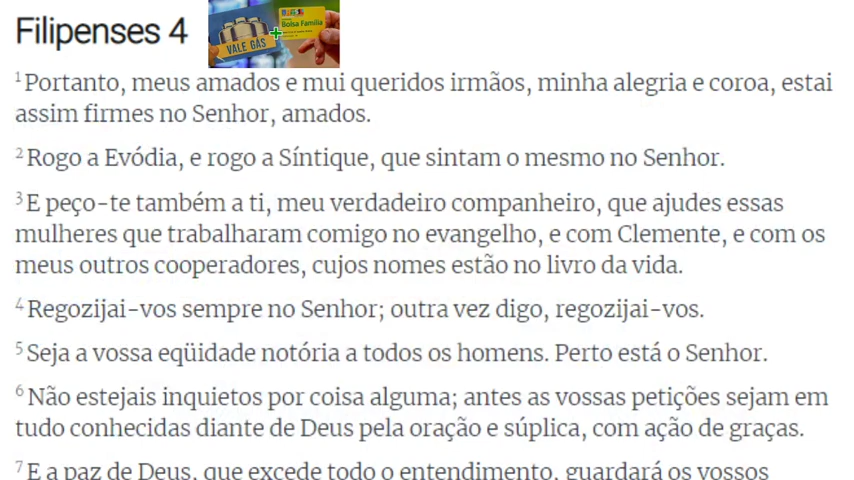 Filipenses 4
VALE GÁS
Bolsa Família
1Portanto, meus amados e mui queridos irmãos, minha alegria e coroa, estai
assim firmes no Senhor, amados.
2Rogo a Evódia, e rogo a Síntique, que sintam o mesmo no Senhor.
3E peço-te também a ti, meu verdadeiro companheiro, que ajudes essas
mulheres que trabalharam comigo no evangelho, e com Clemente, e com os
meus outros cooperadores, cujos nomes estão no livro da vida.
4Regozijai-vos sempre no Senhor; outra vez digo, regozijai-vos.
5Seja a vossa eqüidade notória a todos os homens. Perto está o Senhor.
6Não estejais inquietos por coisa alguma; antes as vossas petições sejam em
tudo conhecidas diante de Deus pela oração e súplica, com ação de graças.
7E a paz de Deus, que excede todo o entendimento, guardará os vossos